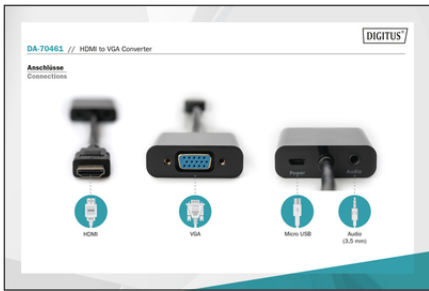 DIGITUS®
DA-70461 // HDMI to VGA Converter
Anschlüsse
Connections
Power
Audio
HDMI
VGA
Micro USB
Audio
(3,5 mm)